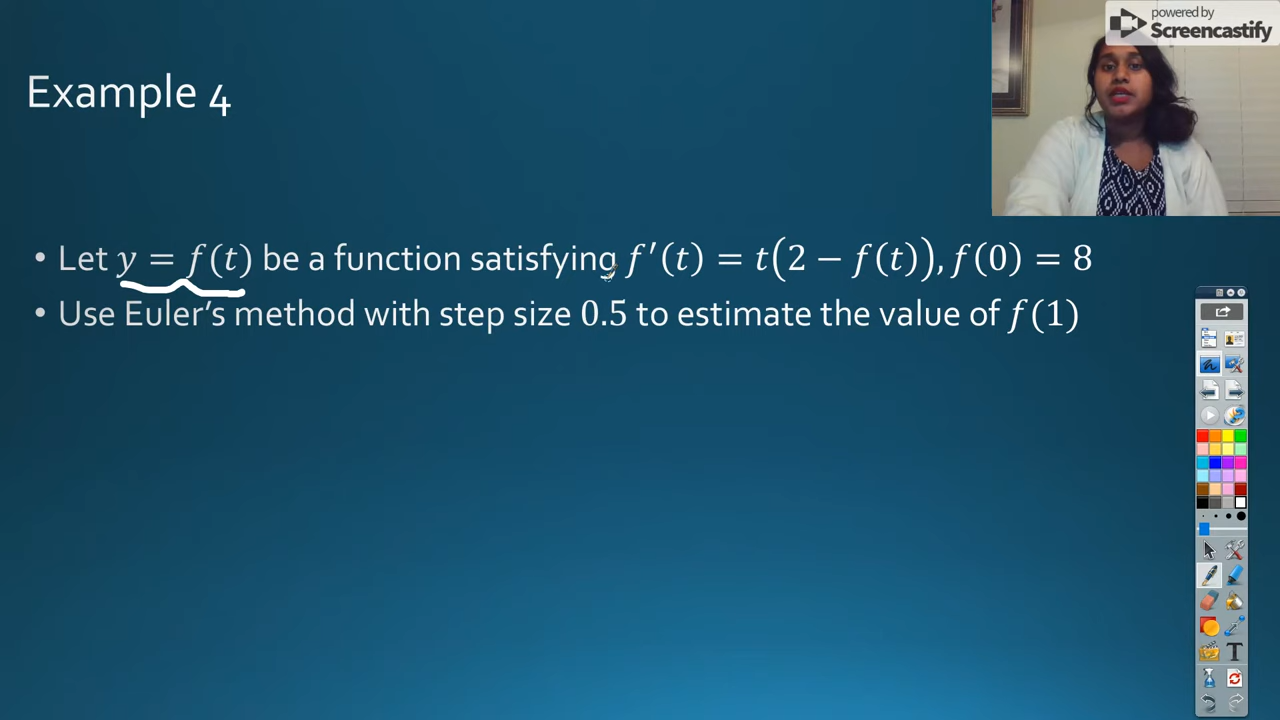 powered by
Screencastify
Example 4
• Let y = f(t) be a function satisfying f′(t) = t(2 − f(t)), f(0) = 8
• Use Euler’s method with step size 0.5 to estimate the value of f(1)
T